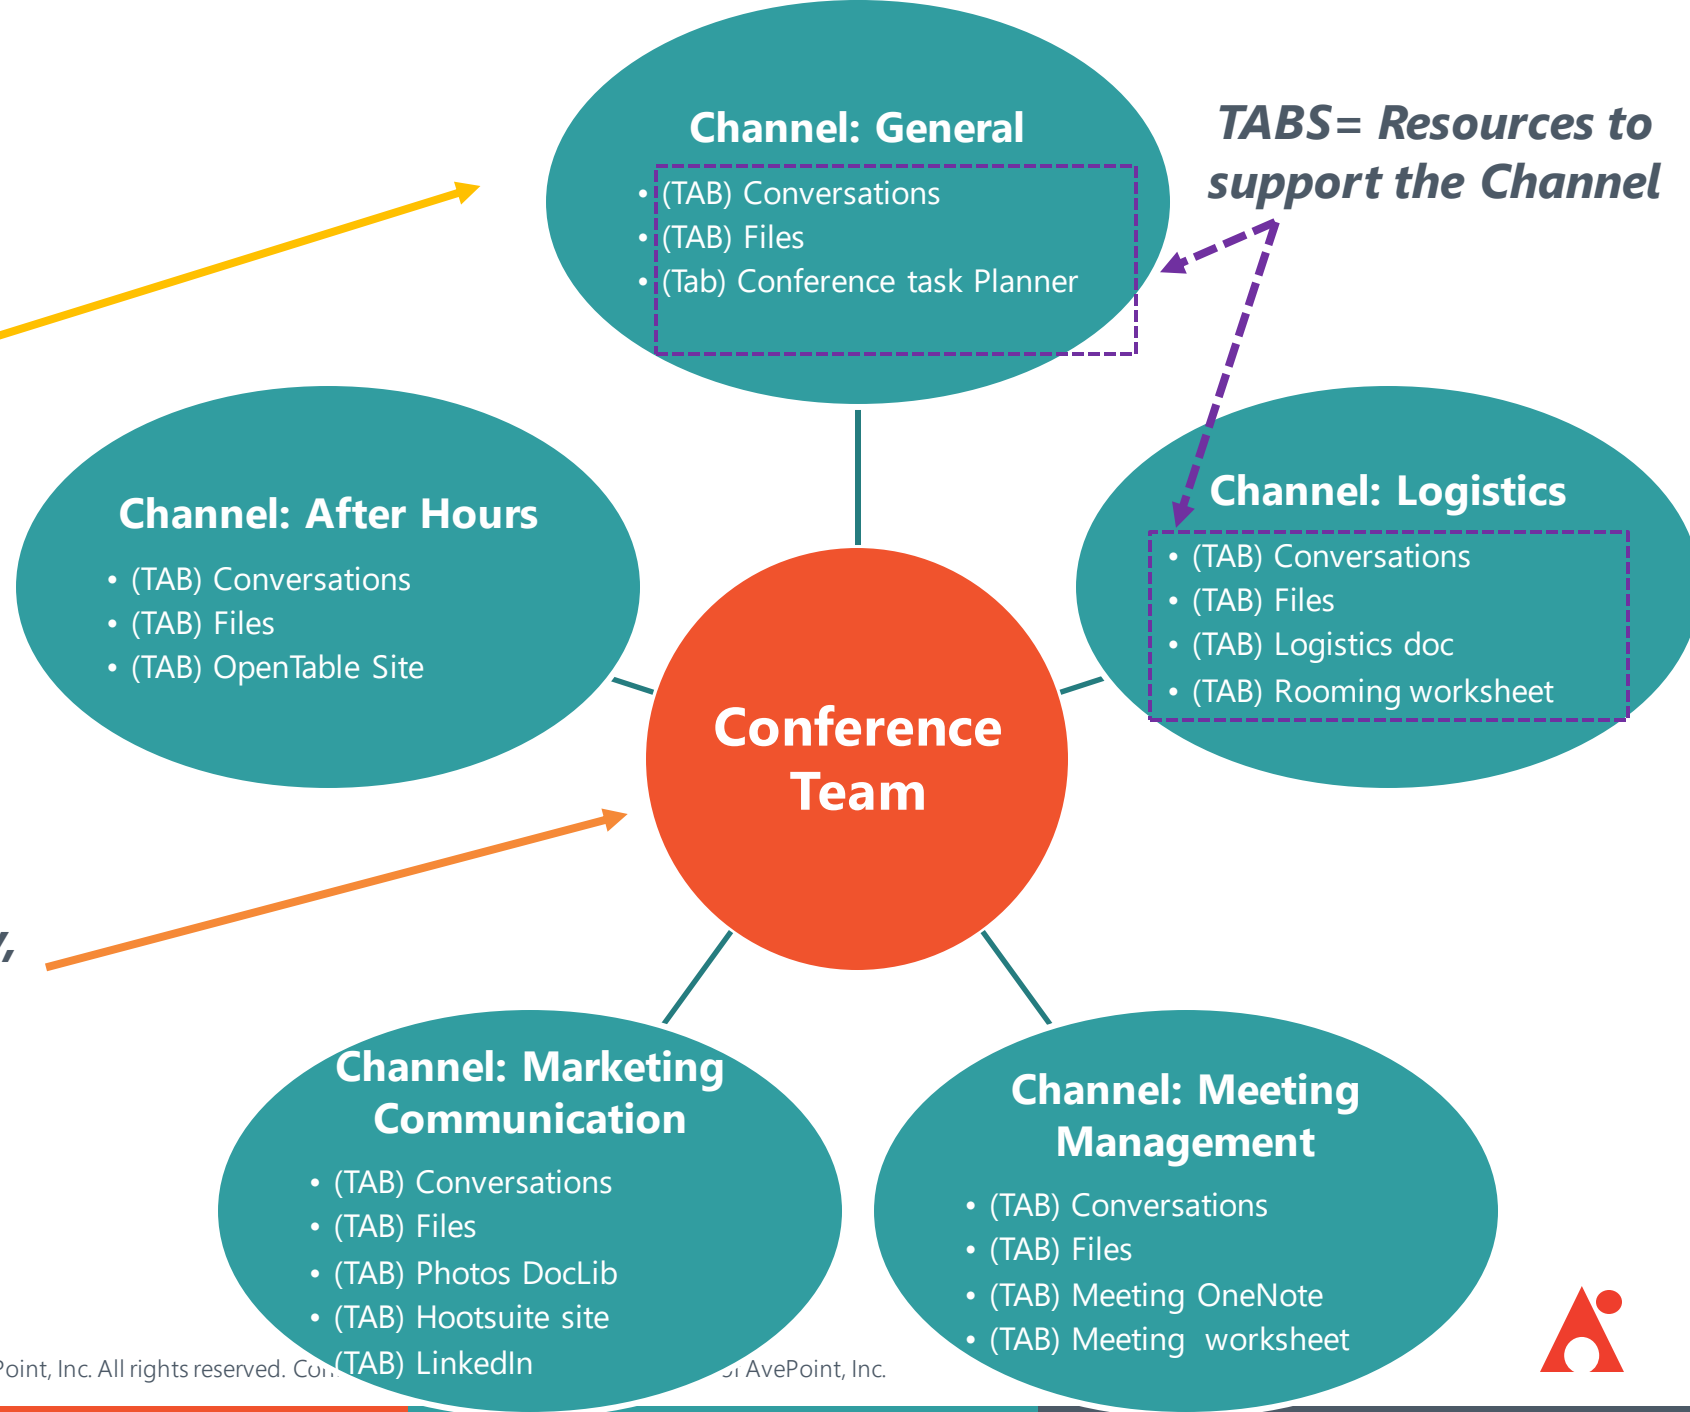 Channel: General
• (TAB) Conversations
• (TAB) Files
• (Tab) Conference task Planner
TABS= Resources to
support the Channel
Channel: After Hours
• (TAB) Conversations
• (TAB) Files
• (TAB) OpenTable Site
Channel: Logistics
• (TAB) Conversations
• (TAB) Files
• (TAB) Logistics doc
• (TAB) Rooming worksheet
Conference
Team
Channel: Marketing
Communication
• (TAB) Conversations
• (TAB) Files
• (TAB) Photos DocLib
• (TAB) Hootsuite site
• (TAB) LinkedIn
Channel: Meeting
Management
• (TAB) Conversations
• (TAB) Files
• (TAB) Meeting OneNote
• (TAB) Meeting worksheet
Point, Inc. All rights reserved.
AvePoint, Inc.